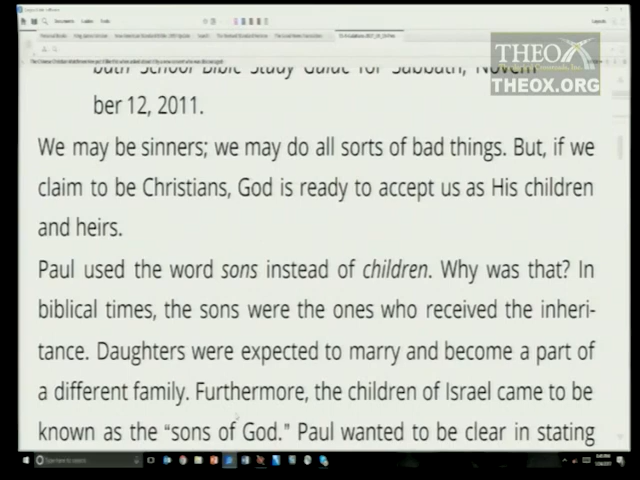 THEOX
THEOX.ORG
buth School Bible Study Guide for Sabbath, Novem-
ber 12, 2011.
We may be sinners; we may do all sorts of bad things. But, if we
claim to be Christians, God is ready to accept us as His children
and heirs.
Paul used the word sons instead of children. Why was that? In
biblical times, the sons were the ones who received the inheri-
tance. Daughters were expected to marry and become a part of
a different family. Furthermore, the children of Israel came to be
known as the “sons of God.” Paul wanted to be clear in stating